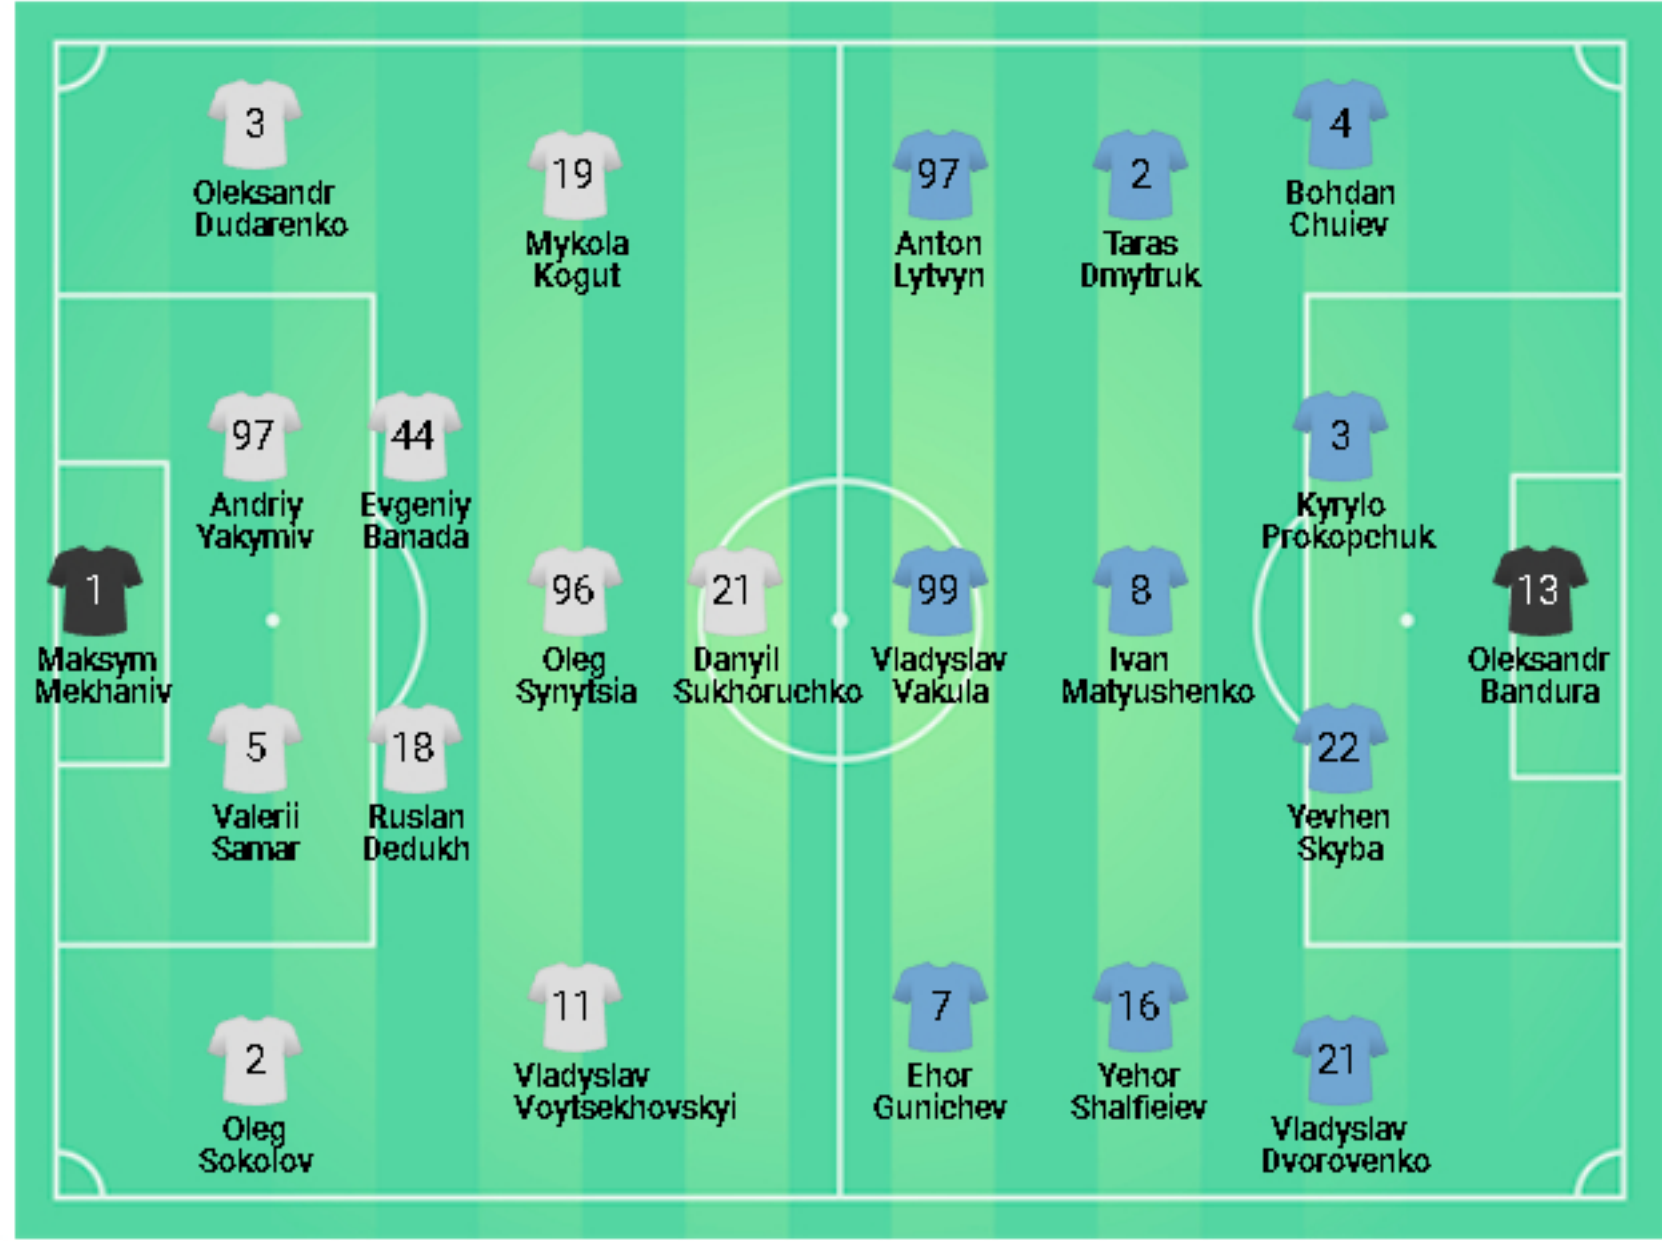 3
Oleksandr
Dudarenko
19
Mykola
Kogut
97
Anton
Lytvyn
2
Taras
Dmytruk
4
Bohdan
Chuiev
97
Andriy
Yakymiv
44
Evgeniy
Banada
3
Kyrylo
Prokopchuk
1
Maksym
Mekhaniv
96
Oleg
Synytsia
21
Danyil
Sukhoruchko
99
Vladyslav
Vakula
8
Ivan
Matyushenko
13
Oleksandr
Bandura
5
Valerii
Samar
18
Ruslan
Dedukh
22
Yevhen
Skyba
11
Vladyslav
Voytsekhovskyi
7
Ehor
Gunichev
16
Yehor
Shalfieiev
2
Oleg
Sokolov
21
Vladyslav
Dvorovenko